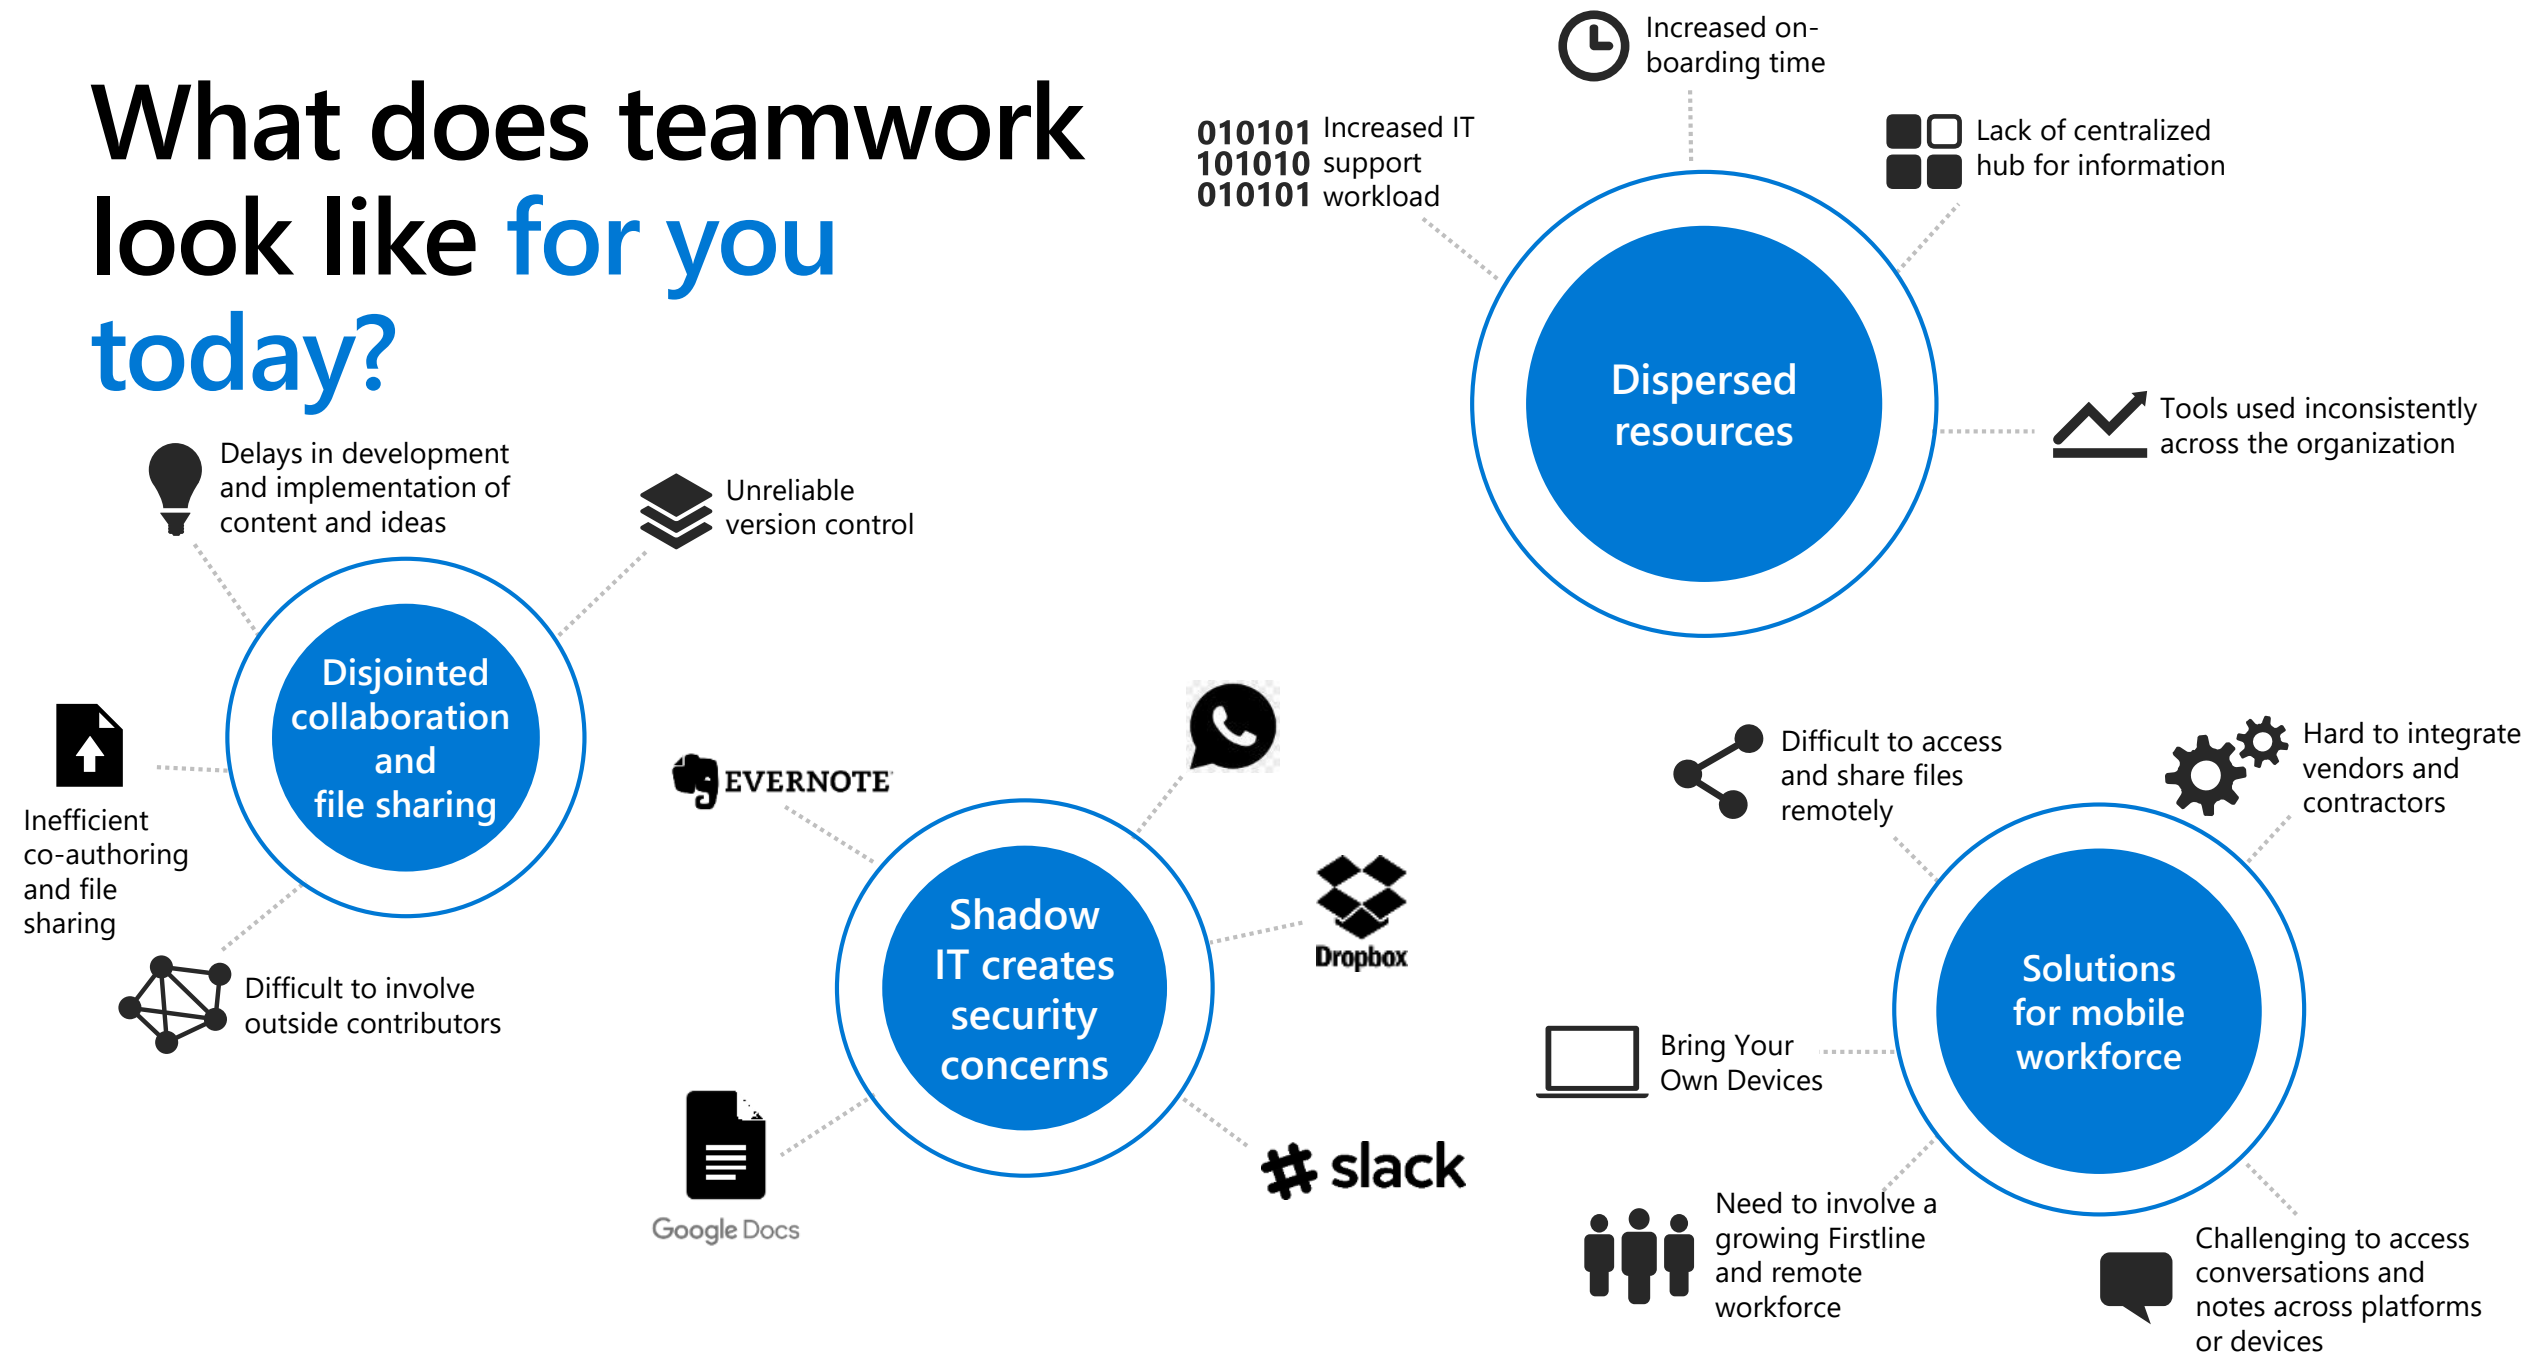 What does teamwork
look like for you
today?
Increased on-
boarding time
010101
101010
010101
Increased IT
support
workload
Lack of centralized
hub for information
Dispersed
resources
Tools used inconsistently
across the organization
Delays in development
and implementation of
content and ideas
Unreliable
version control
Disjointed
collaboration
and
file sharing
Inefficient
co-authoring
and file
sharing
Difficult to involve
outside contributors
EVERNOTE
Dropbox
Shadow
IT creates
security
concerns
Google Docs
slack
Difficult to access
and share files
remotely
Hard to integrate
vendors and
contractors
Solutions
for mobile
workforce
Bring Your
Own Devices
Need to involve a
growing Firstline
and remote
workforce
Challenging to access
conversations and
notes across platforms
or devices